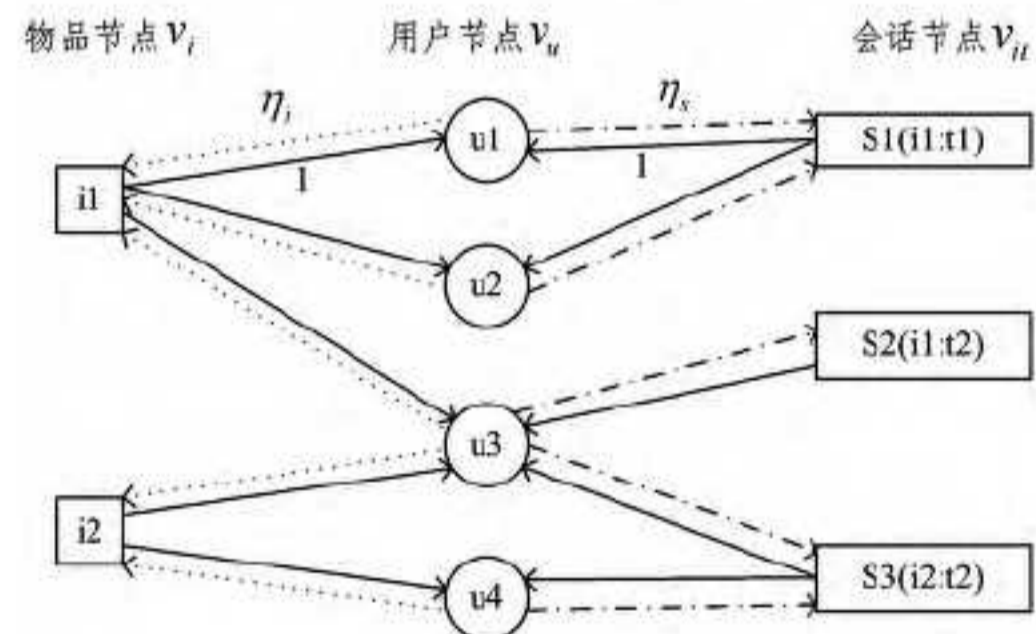 物品节点 v_i 用户节点 v_u 会话节点 v_it
η_i η_s
u1
1 1
S1(i1:t1)
i1
u2
S2(i1:t2)
u3
i2
S3(i2:t2)
u4